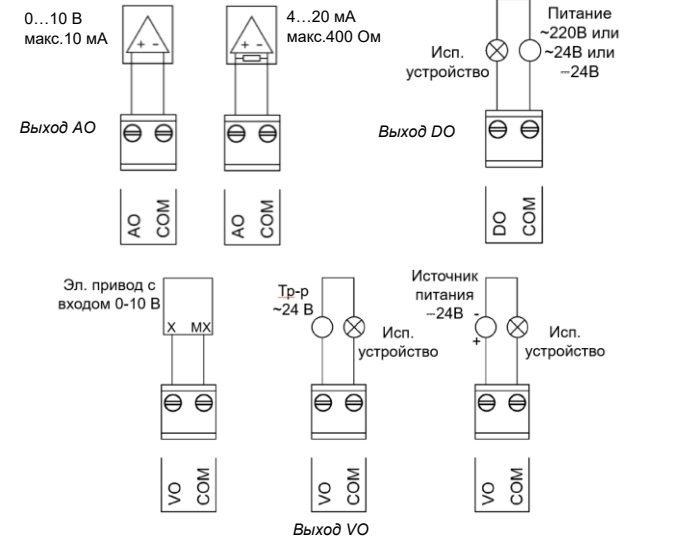 0...10 В
макс.10 мА
+ -
4...20 мА
макс.400 Ом
+ -
Выход AO
AO
COM
AO
COM
Исп.
устройство
Питание
~220В или
~24В или
⎓24В
Выход DO
DO
COM
Эл. привод с
входом 0-10 В
X MX
VO
COM
Тр-р
~24 В
Исп.
устройство
VO
COM
Источник
питания
⎓24В
-
+
Исп.
устройство
VO
COM
Выход VO